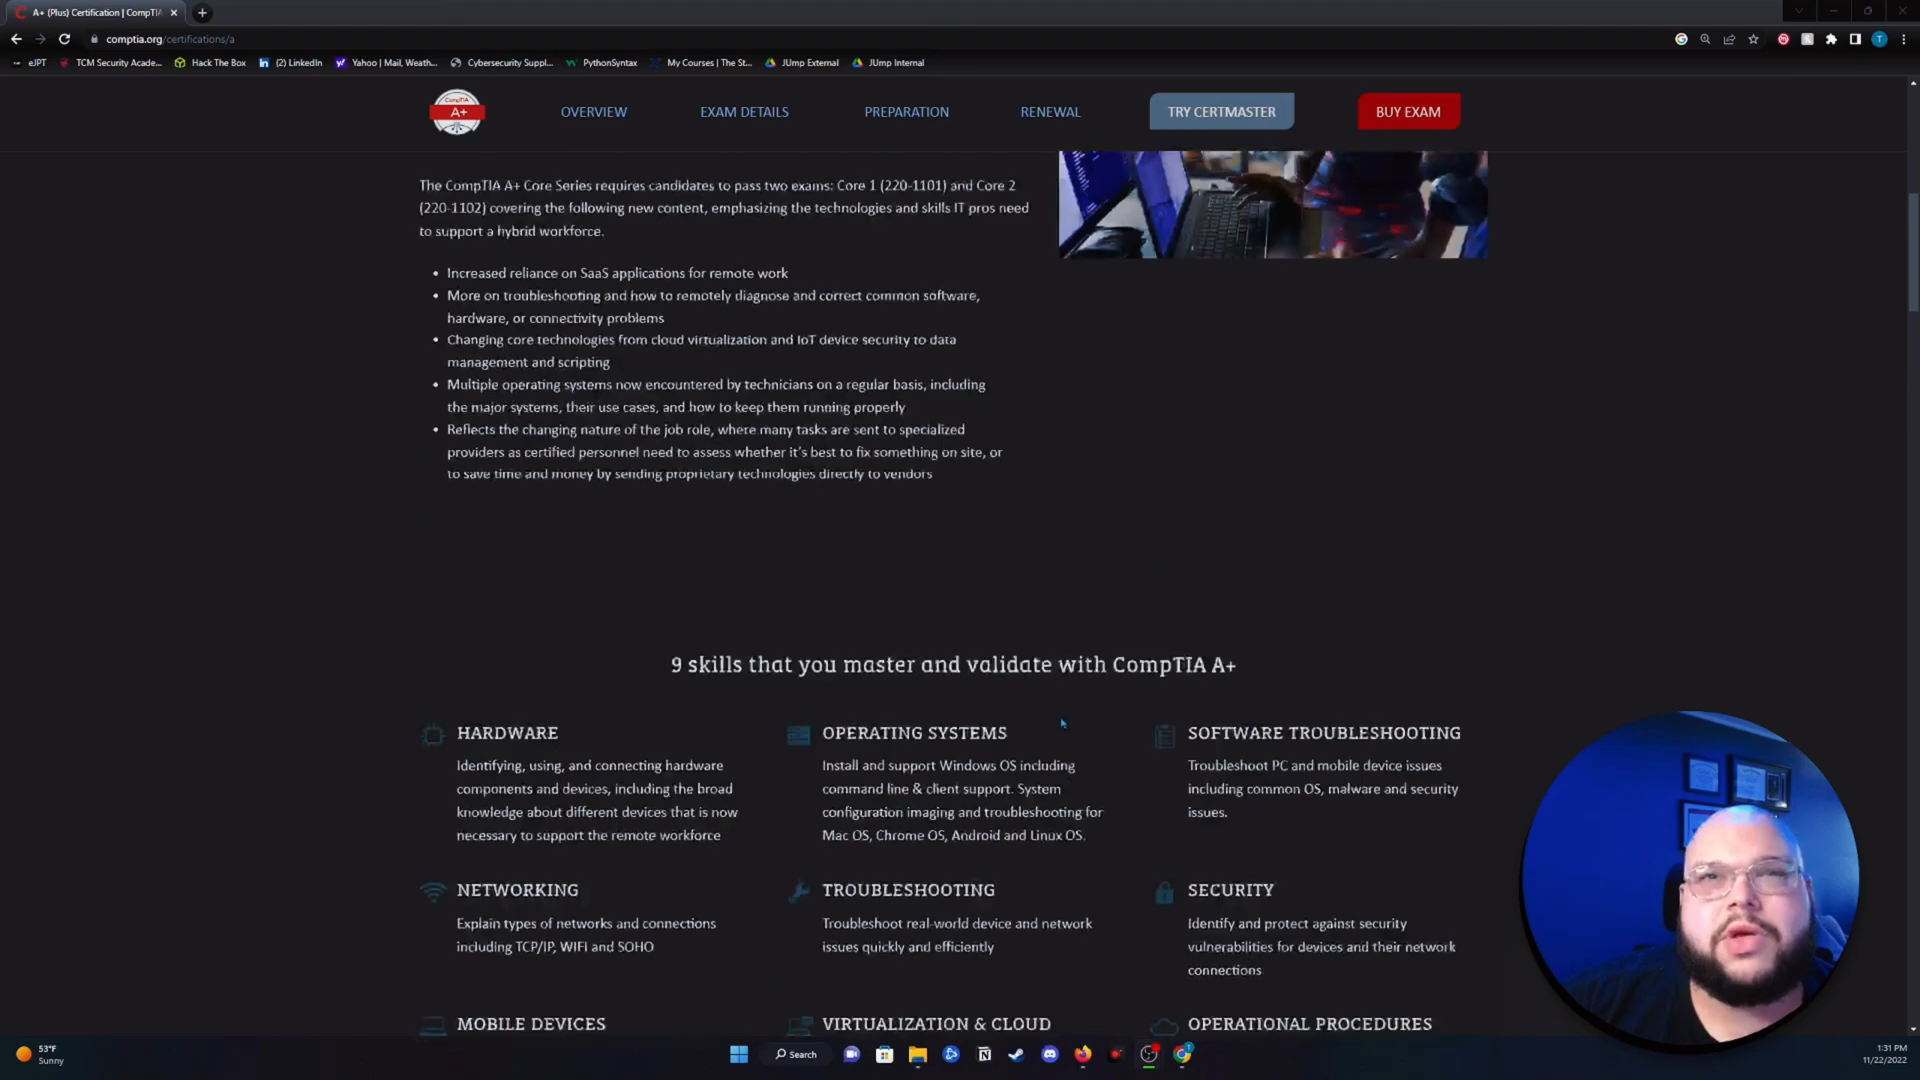 A+ (Plus) Certification | CompTIA
comptia.org/certifications/a
eJPT
TCM Security Acade...
Hack The Box
(2) LinkedIn
Yahoo | Mail, Weath...
Cybersecurity Suppl...
PythonSyntax
My Courses | The St...
JUmp External
JUmp Internal
CompTIA
A+
OVERVIEW
EXAM DETAILS
PREPARATION
RENEWAL
TRY CERTMASTER
BUY EXAM
The CompTIA A+ Core Series requires candidates to pass two exams: Core 1 (220-1101) and Core 2
(220-1102) covering the following new content, emphasizing the technologies and skills IT pros need
to support a hybrid workforce.
• Increased reliance on SaaS applications for remote work
• More on troubleshooting and how to remotely diagnose and correct common software,
hardware, or connectivity problems
• Changing core technologies from cloud virtualization and IoT device security to data
management and scripting
• Multiple operating systems now encountered by technicians on a regular basis, including
the major systems, their use cases, and how to keep them running properly
• Reflects the changing nature of the job role, where many tasks are sent to specialized
providers as certified personnel need to assess whether it's best to fix something on site, or
to save time and money by sending proprietary technologies directly to vendors
9 skills that you master and validate with CompTIA A+
HARDWARE
Identifying, using, and connecting hardware
components and devices, including the broad
knowledge about different devices that is now
necessary to support the remote workforce
OPERATING SYSTEMS
Install and support Windows OS including
command line & client support. System
configuration imaging and troubleshooting for
Mac OS, Chrome OS, Android and Linux OS.
SOFTWARE TROUBLESHOOTING
Troubleshoot PC and mobile device issues
including common OS, malware and security
issues.
NETWORKING
Explain types of networks and connections
including TCP/IP, WIFI and SOHO
TROUBLESHOOTING
Troubleshoot real-world device and network
issues quickly and efficiently
SECURITY
Identify and protect against security
vulnerabilities for devices and their network
connections
MOBILE DEVICES
VIRTUALIZATION & CLOUD
OPERATIONAL PROCEDURES
53°F
Sunny
Search
1:31 PM
11/22/2022